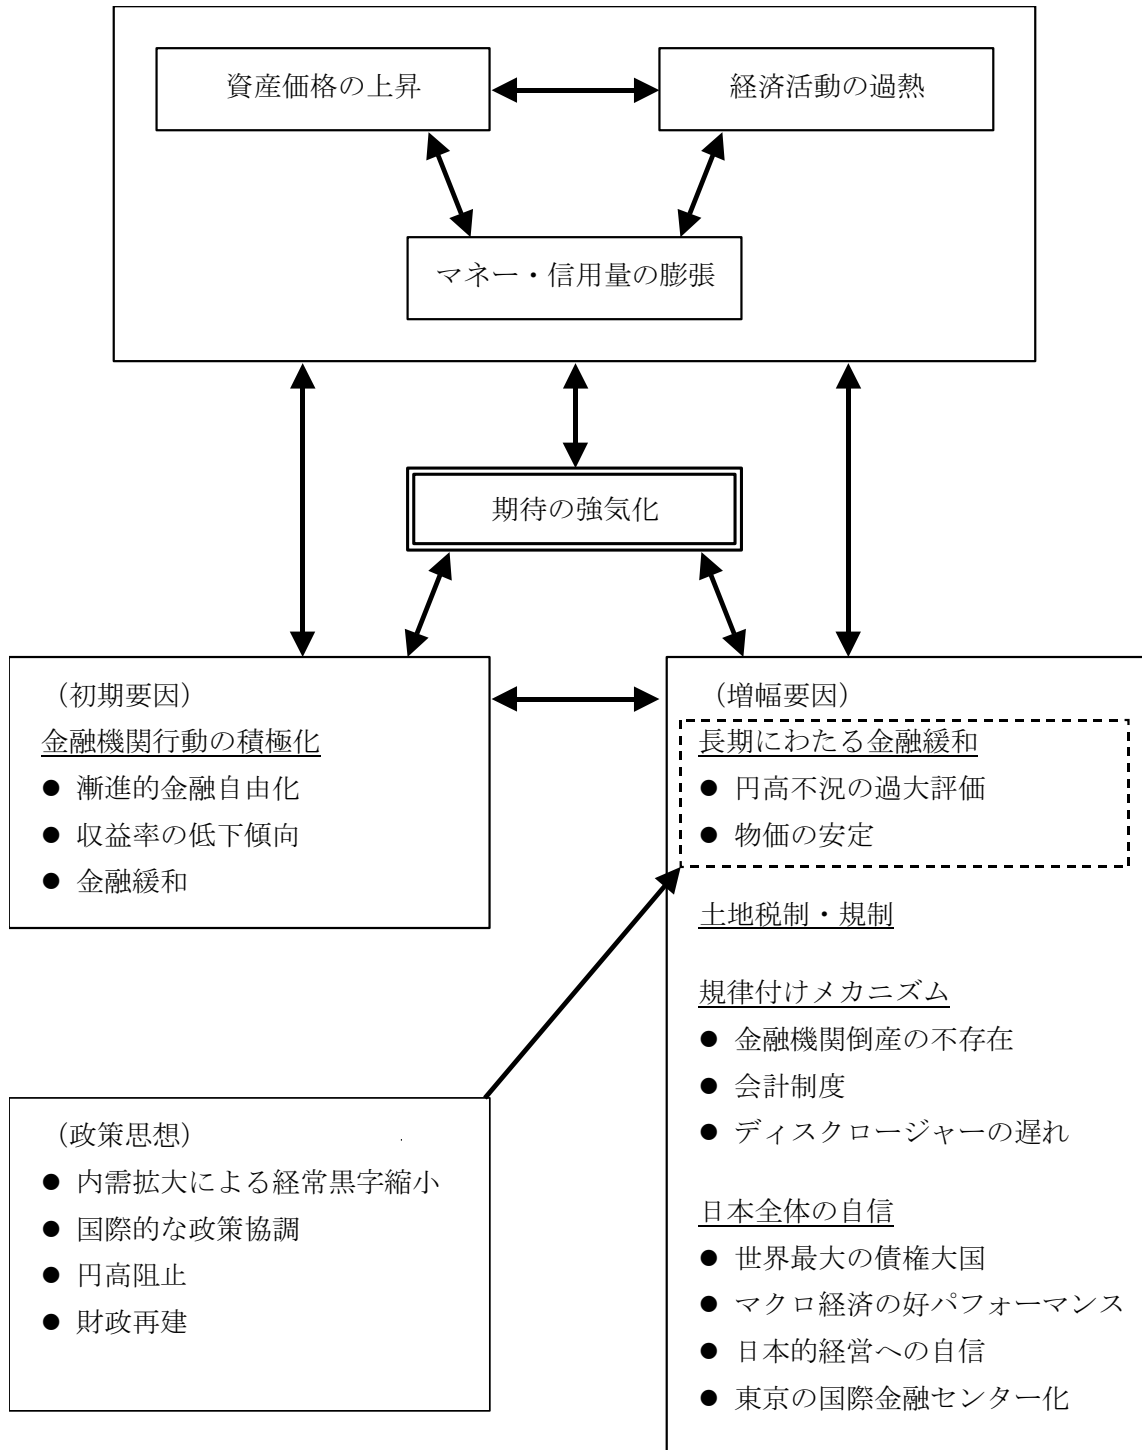 資産価格の上昇
経済活動の過熱
マネー・信用量の膨張
期待の強気化
（初期要因）
金融機関行動の積極化
● 漸進的金融自由化
● 収益率の低下傾向
● 金融緩和
（増幅要因）
長期にわたる金融緩和
● 円高不況の過大評価
● 物価の安定
土地税制・規制
規律付けメカニズム
● 金融機関倒産の不存在
● 会計制度
● ディスクロージャーの遅れ
日本全体の自信
● 世界最大の債権大国
● マクロ経済の好パフォーマンス
● 日本的経営への自信
● 東京の国際金融センター化
（政策思想）
● 内需拡大による経常黒字縮小
● 国際的な政策協調
● 円高阻止
● 財政再建